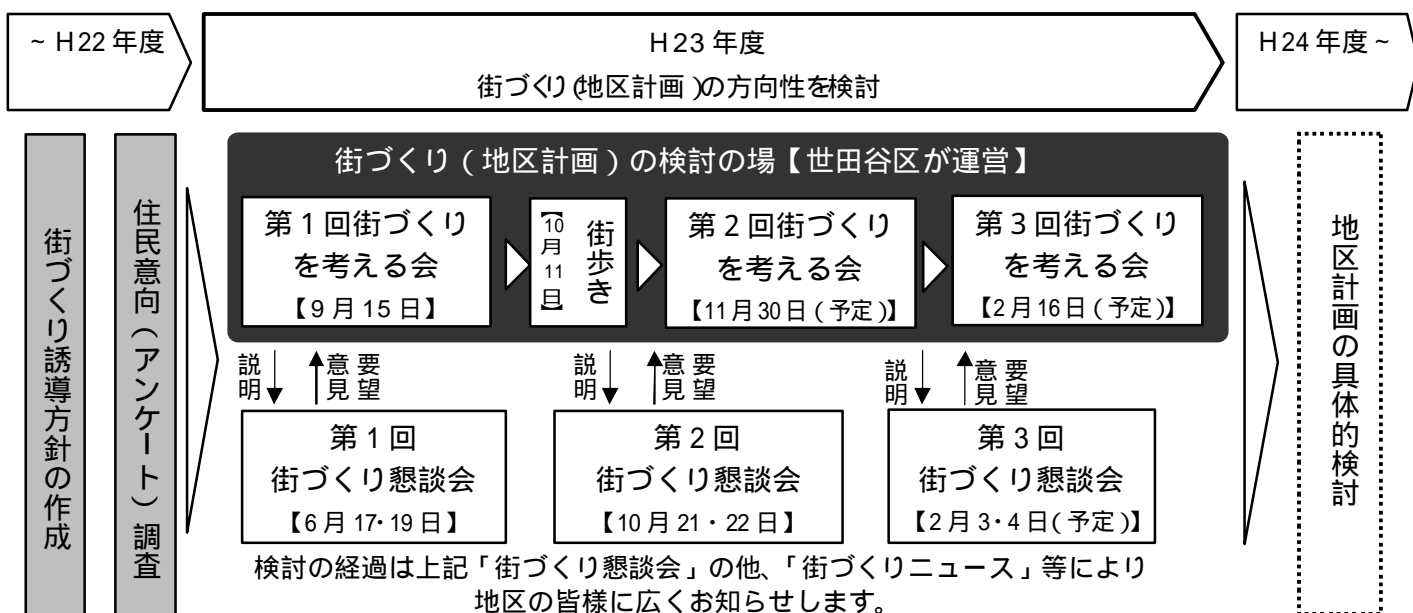 ~ H22 年度
H23 年度
街づくり(地区計画)の方向性を検討
H24 年度 ~
街づくり誘導方針の作成
住民意向(アンケート)調査
街づくり(地区計画)の検討の場【世田谷区が運営】
第1回街づくり
を考える会
【9月15日】
街歩き
【10月11日】
第2回街づくり
を考える会
【11月30日(予定)】
第3回街づくり
を考える会
【2月16日(予定)】
説明
意見
要望
説明
意見
要望
説明
意見
要望
第1回
街づくり懇談会
【6月17・19日】
第2回
街づくり懇談会
【10月21・22日】
第3回
街づくり懇談会
【2月3・4日(予定)】
地区計画の具体的検討
検討の経過は上記「街づくり懇談会」の他、「街づくりニュース」等により
地区の皆様に広くお知らせします。